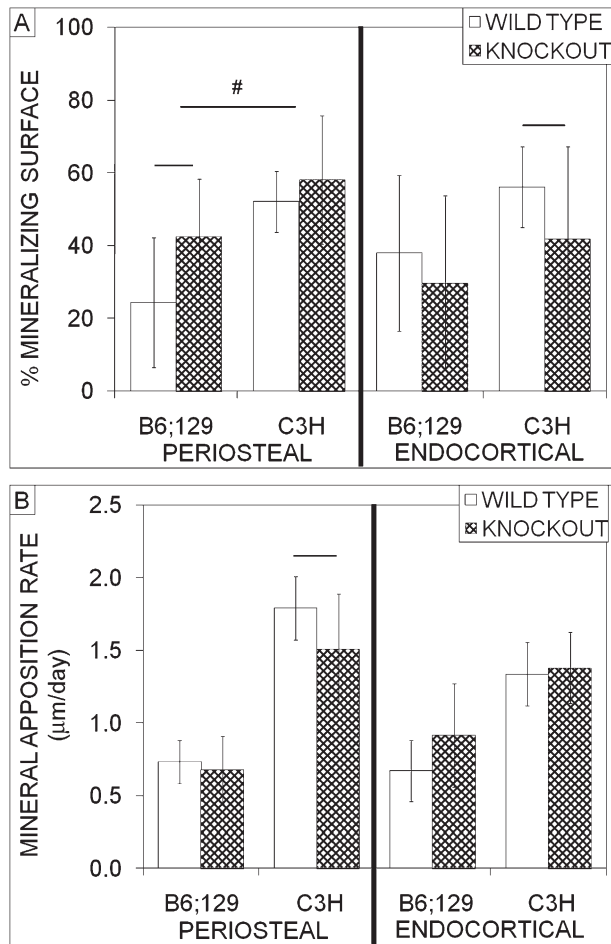 A
WILD TYPE
KNOCKOUT
% MINERALIZING SURFACE
100
80
60
40
20
0
#
B6;129 C3H B6;129 C3H
PERIOSTEAL ENDOCORTICAL
B
WILD TYPE
KNOCKOUT
MINERAL APPOSITION RATE
(µm/day)
2.5
2.0
1.5
1.0
0.5
0.0
B6;129 C3H B6;129 C3H
PERIOSTEAL ENDOCORTICAL